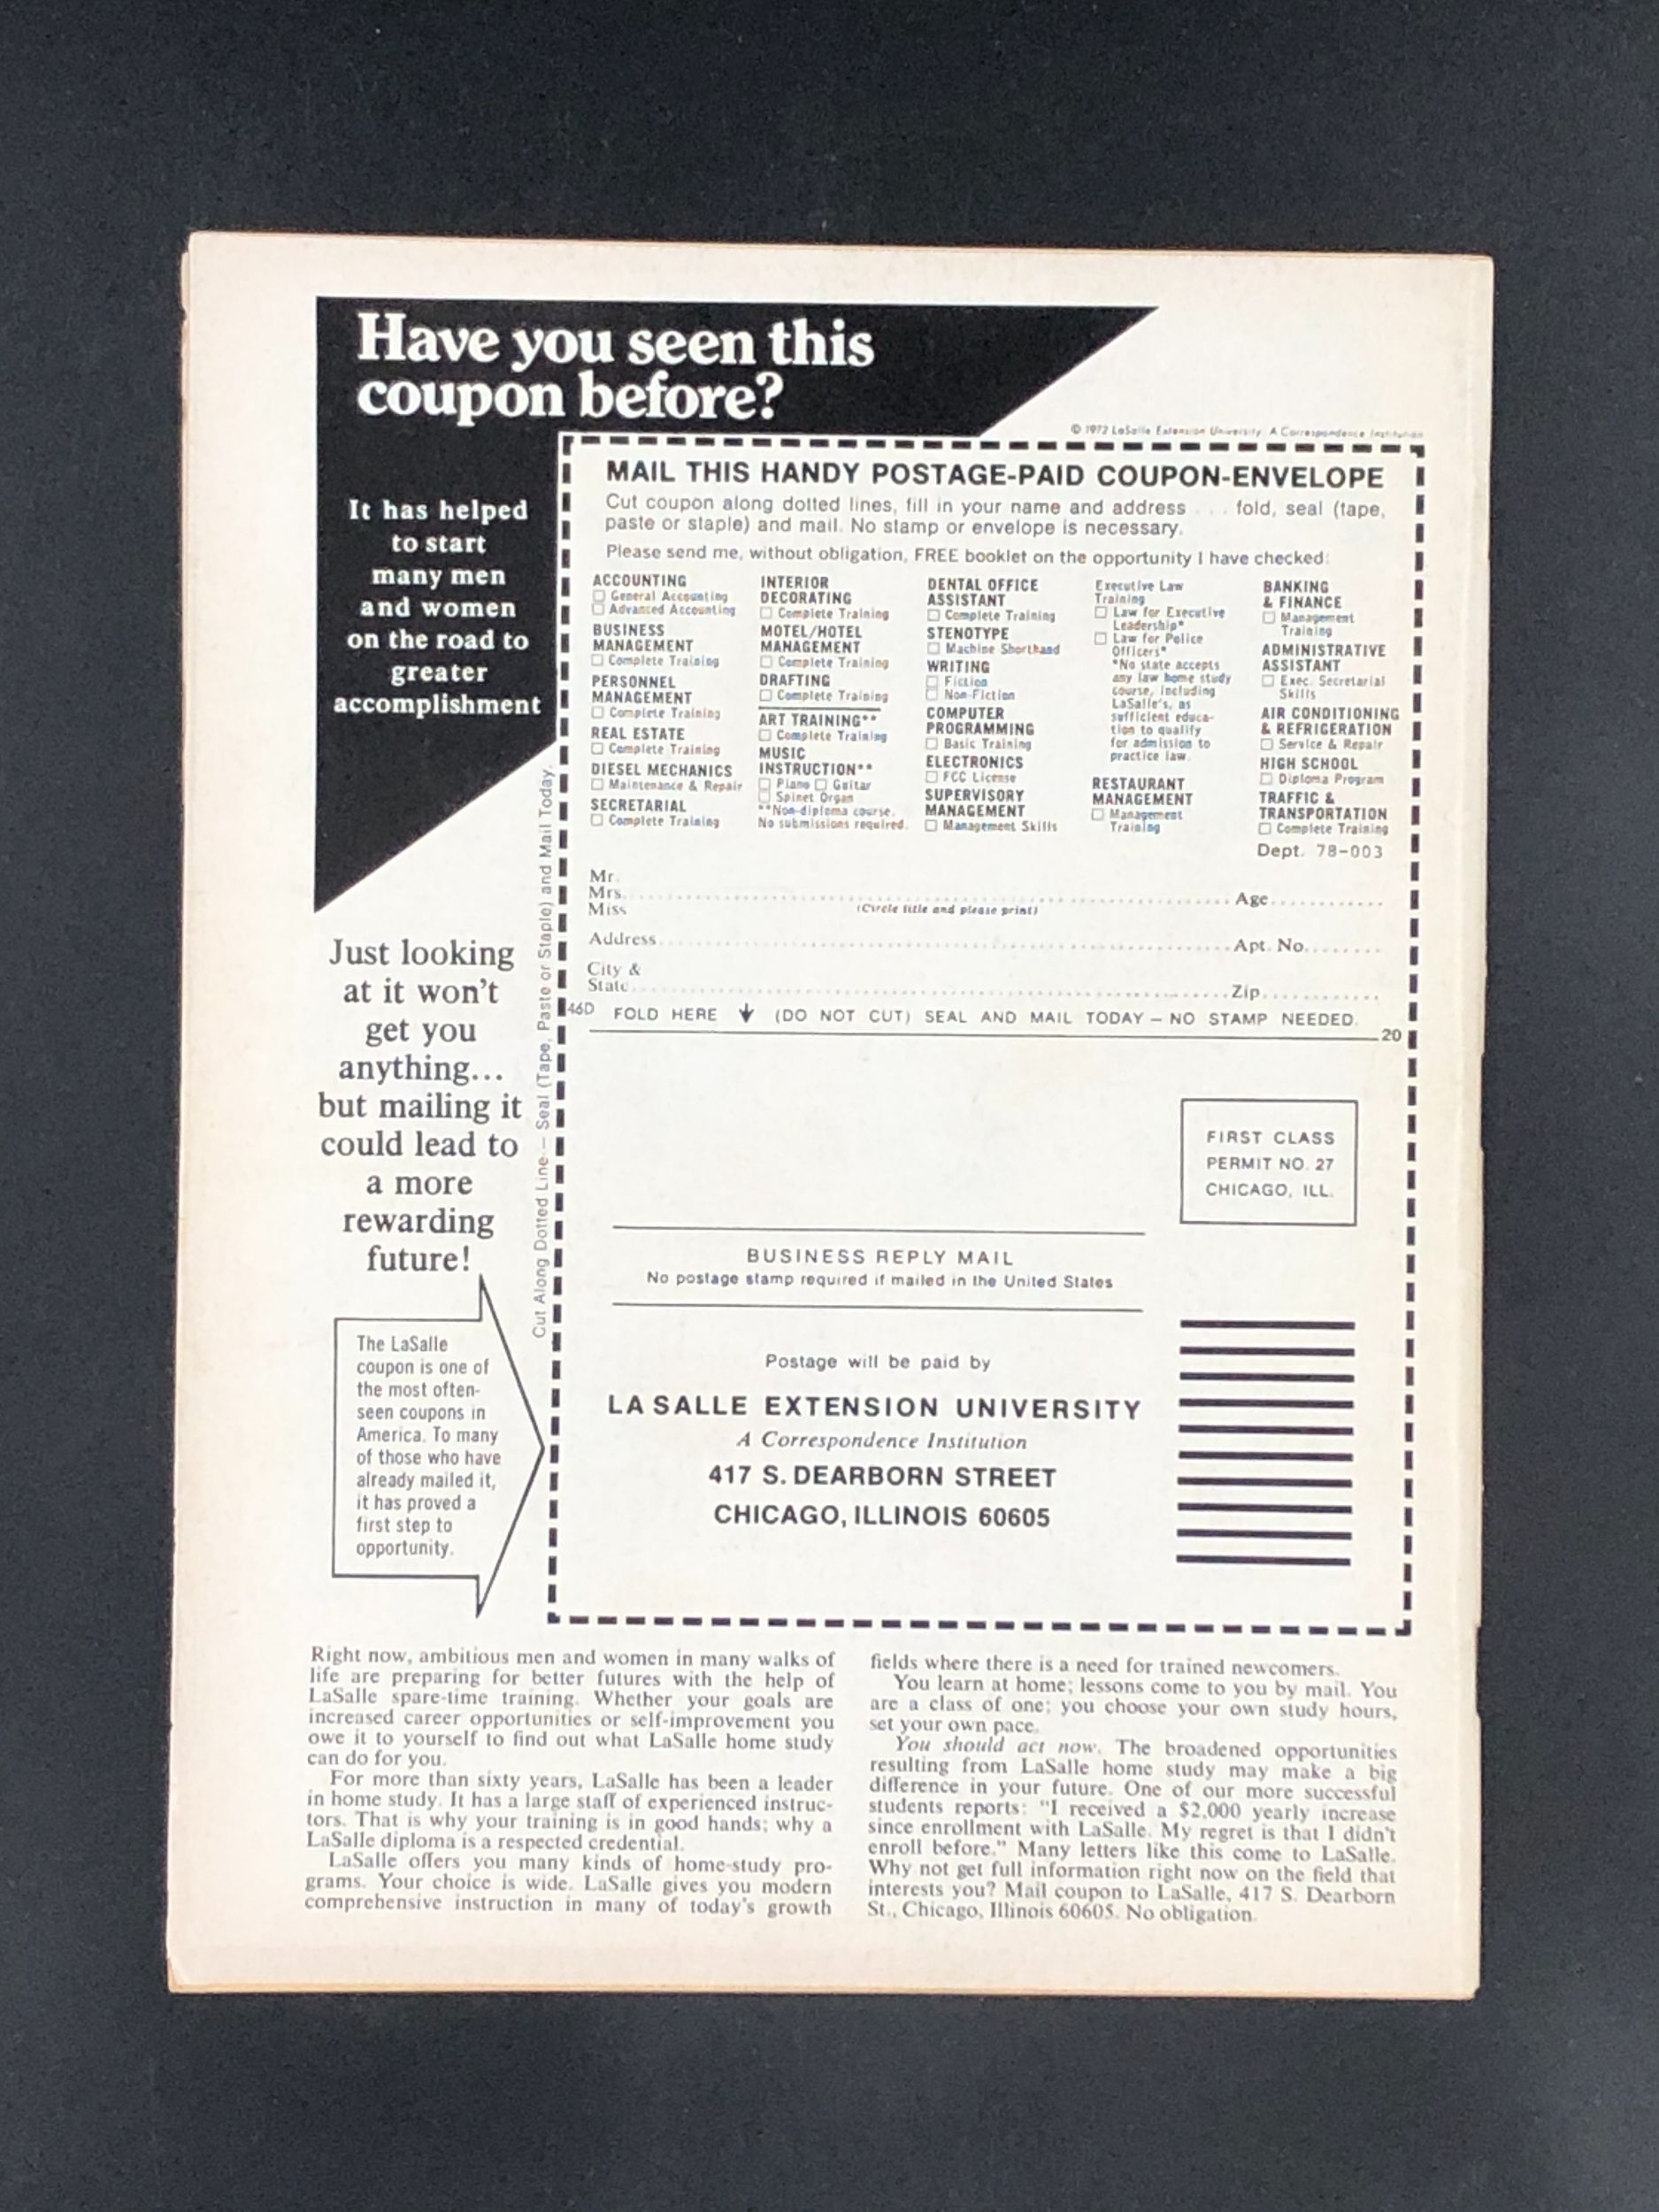 Have you seen this
coupon before?
It has helped
to start
many men
and women
on the road to
greater
accomplishment
© 1972 LaSalle Extension University, A Correspondence Institution
MAIL THIS HANDY POSTAGE-PAID COUPON-ENVELOPE
Cut coupon along dotted lines, fill in your name and address . . . fold, seal (tape,
paste or staple) and mail. No stamp or envelope is necessary.
Please send me, without obligation, FREE booklet on the opportunity I have checked:
ACCOUNTING
General Accounting
Advanced Accounting
BUSINESS
MANAGEMENT
Complete Training
PERSONNEL
MANAGEMENT
Complete Training
REAL ESTATE
Complete Training
DIESEL MECHANICS
Maintenance & Repair
SECRETARIAL
Complete Training
INTERIOR
DECORATING
Complete Training
MOTEL/HOTEL
MANAGEMENT
Complete Training
DRAFTING
Complete Training
ART TRAINING**
Complete Training
MUSIC
INSTRUCTION**
Piano Guitar
Spinet Organ
**Non-diploma course.
No submissions required.
DENTAL OFFICE
ASSISTANT
Complete Training
STENOTYPE
Machine Shorthand
WRITING
Fiction
Non-Fiction
COMPUTER
PROGRAMMING
Basic Training
ELECTRONICS
FCC License
SUPERVISORY
MANAGEMENT
Management Skills
Executive Law
Training
Law for Executive
Leadership*
Law for Police
Officers*
*No state accepts
any law home study
course, including
LaSalle's, as
sufficient educa-
tion to qualify
for admission to
practice law.
RESTAURANT
MANAGEMENT
Management
Training
BANKING
& FINANCE
Management
Training
ADMINISTRATIVE
ASSISTANT
Exec. Secretarial
Skills
AIR CONDITIONING
& REFRIGERATION
Service & Repair
HIGH SCHOOL
Diploma Program
TRAFFIC &
TRANSPORTATION
Complete Training
Dept. 78-003
Mr.
Mrs. Age
Miss (Circle title and please print)
Address Apt. No.
City &
State Zip
46D FOLD HERE (DO NOT CUT) SEAL AND MAIL TODAY — NO STAMP NEEDED.
20
Cut Along Dotted Line — Seal (Tape, Paste or Staple) and Mail Today.
Just looking
at it won't
get you
anything...
but mailing it
could lead to
a more
rewarding
future!
The LaSalle
coupon is one of
the most often-
seen coupons in
America. To many
of those who have
already mailed it,
it has proved a
first step to
opportunity.
FIRST CLASS
PERMIT NO. 27
CHICAGO, ILL.
BUSINESS REPLY MAIL
No postage stamp required if mailed in the United States
Postage will be paid by
LA SALLE EXTENSION UNIVERSITY
A Correspondence Institution
417 S. DEARBORN STREET
CHICAGO, ILLINOIS 60605
Right now, ambitious men and women in many walks of
life are preparing for better futures with the help of
LaSalle spare-time training. Whether your goals are
increased career opportunities or self-improvement you
owe it to yourself to find out what LaSalle home study
can do for you.
For more than sixty years, LaSalle has been a leader
in home study. It has a large staff of experienced instruc-
tors. That is why your training is in good hands; why a
LaSalle diploma is a respected credential.
LaSalle offers you many kinds of home-study pro-
grams. Your choice is wide. LaSalle gives you modern
comprehensive instruction in many of today's growth
fields where there is a need for trained newcomers.
You learn at home; lessons come to you by mail. You
are a class of one; you choose your own study hours,
set your own pace.
You should act now. The broadened opportunities
resulting from LaSalle home study may make a big
difference in your future. One of our more successful
students reports: "I received a $2,000 yearly increase
since enrollment with LaSalle. My regret is that I didn't
enroll before." Many letters like this come to LaSalle.
Why not get full information right now on the field that
interests you? Mail coupon to LaSalle, 417 S. Dearborn
St., Chicago, Illinois 60605. No obligation.